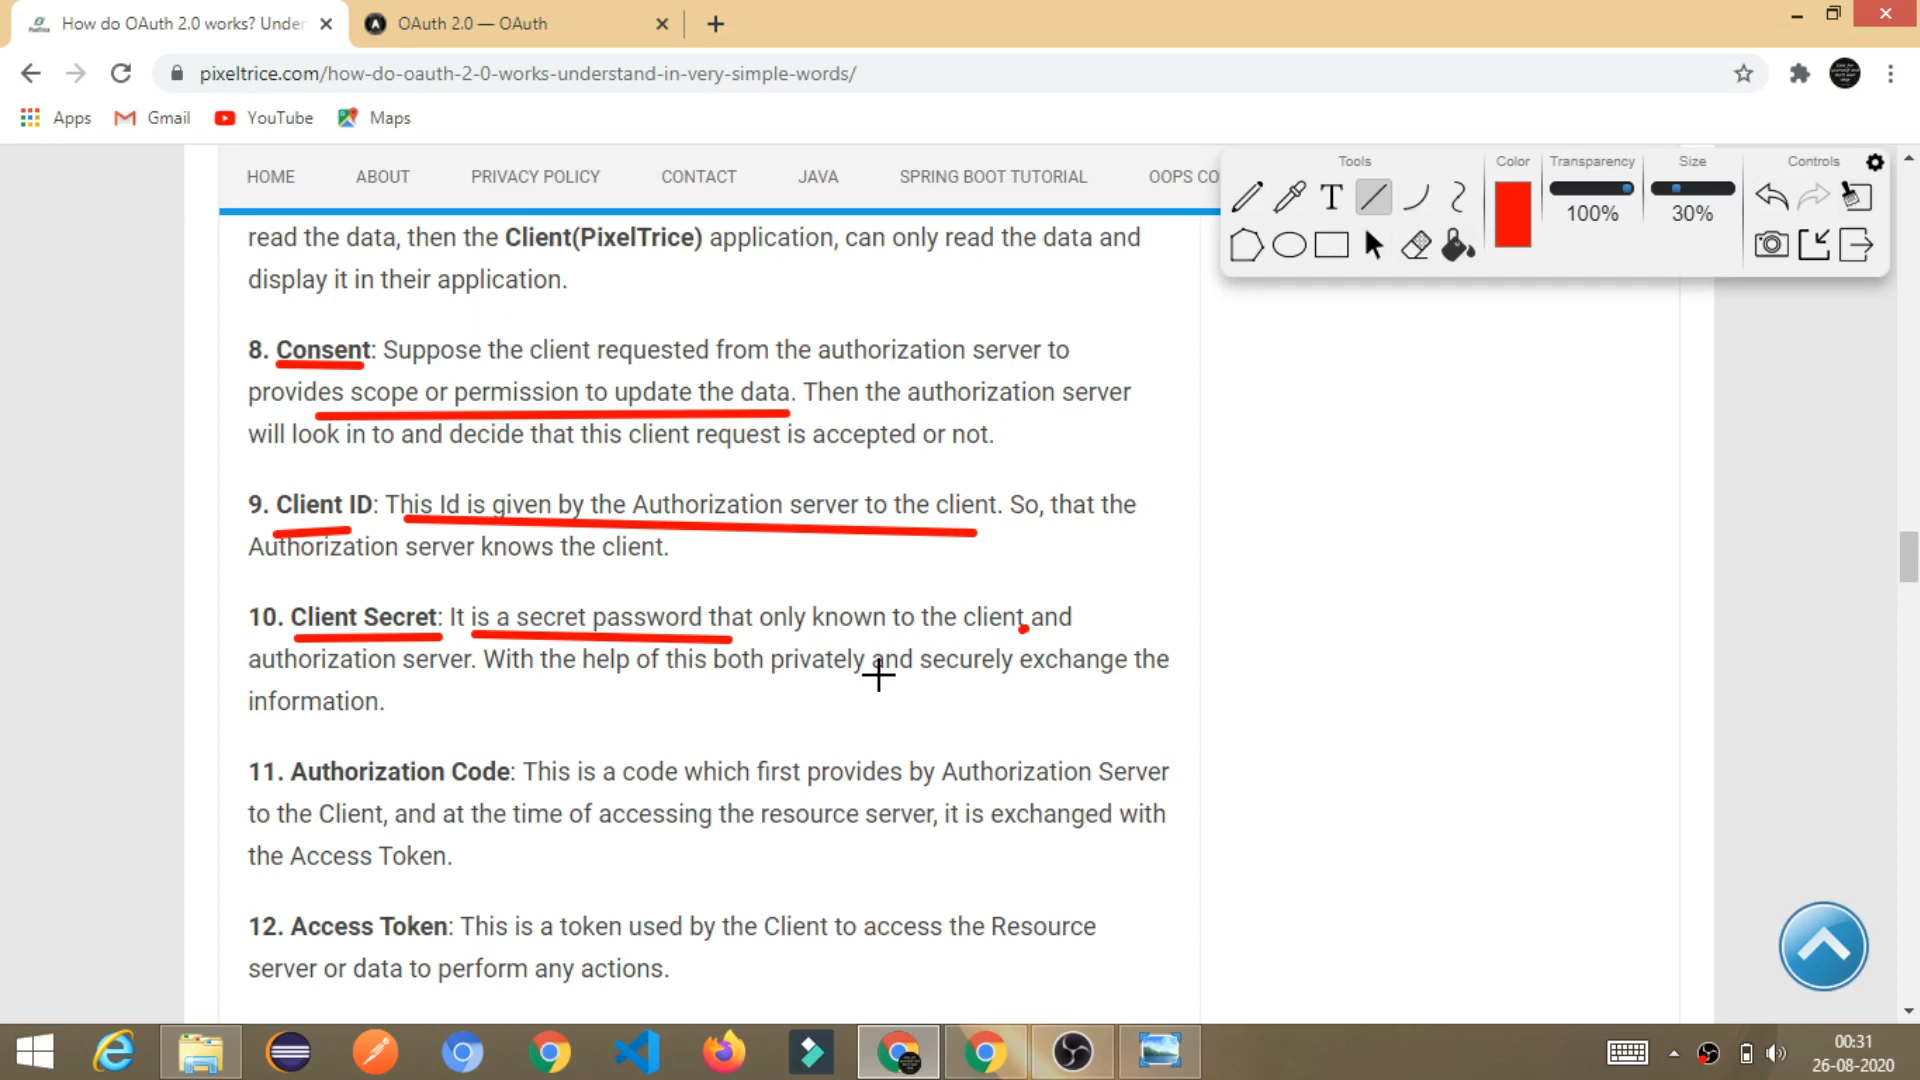 How do OAuth 2.0 works? Under
OAuth 2.0 — OAuth
pixeltrice.com/how-do-oauth-2-0-works-understand-in-very-simple-words/
Apps
Gmail
YouTube
Maps
HOME
ABOUT
PRIVACY POLICY
CONTACT
JAVA
SPRING BOOT TUTORIAL
OOPS CO
Tools
Color
Transparency
Size
Controls
T
100%
30%
read the data, then the Client(PixelTrice) application, can only read the data and
display it in their application.
8. Consent: Suppose the client requested from the authorization server to
provides scope or permission to update the data. Then the authorization server
will look in to and decide that this client request is accepted or not.
9. Client ID: This Id is given by the Authorization server to the client. So, that the
Authorization server knows the client.
10. Client Secret: It is a secret password that only known to the client and
authorization server. With the help of this both privately and securely exchange the
information.
11. Authorization Code: This is a code which first provides by Authorization Server
to the Client, and at the time of accessing the resource server, it is exchanged with
the Access Token.
12. Access Token: This is a token used by the Client to access the Resource
server or data to perform any actions.
00:31
26-08-2020